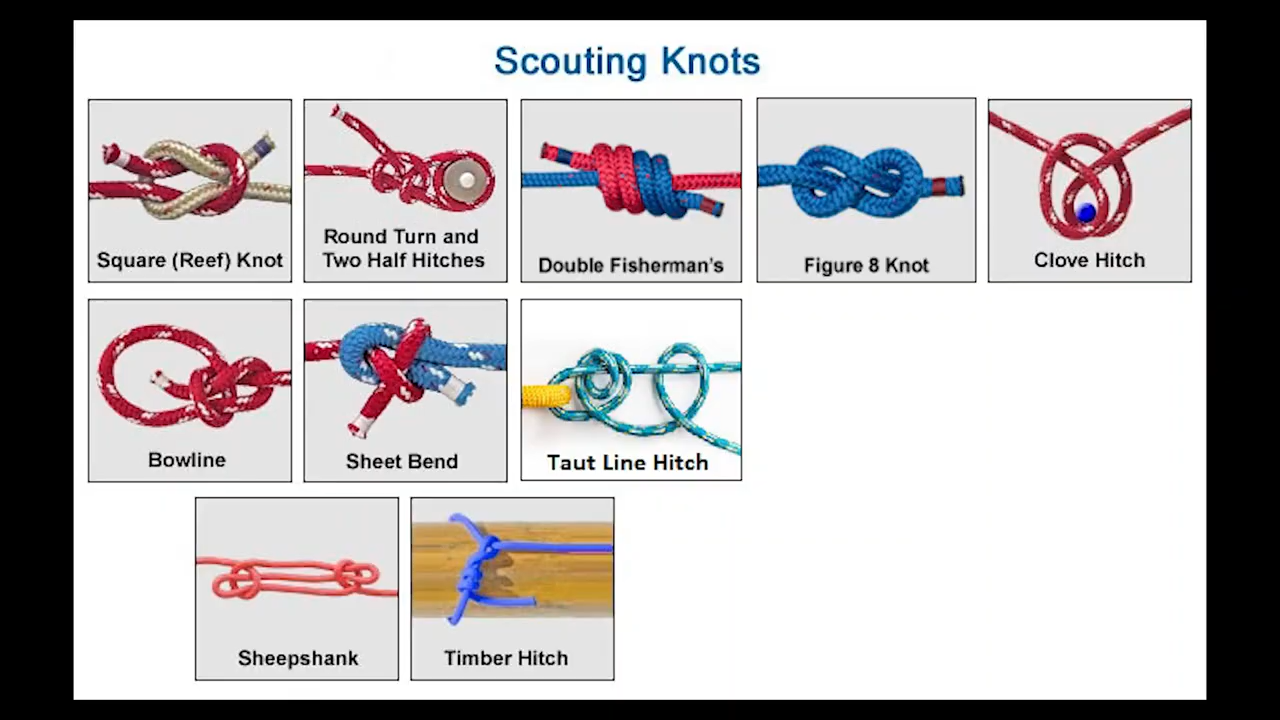 Scouting Knots
Square (Reef) Knot
Round Turn and
Two Half Hitches
Double Fisherman's
Figure 8 Knot
Clove Hitch
Bowline
Sheet Bend
Taut Line Hitch
Sheepshank
Timber Hitch